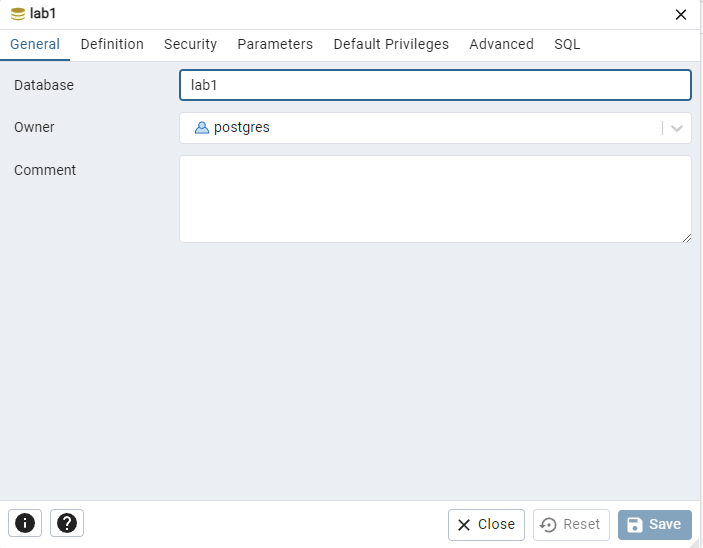 lab1
General Definition Security Parameters Default Privileges Advanced SQL
Database lab1
Owner postgres
Comment
Close Reset Save